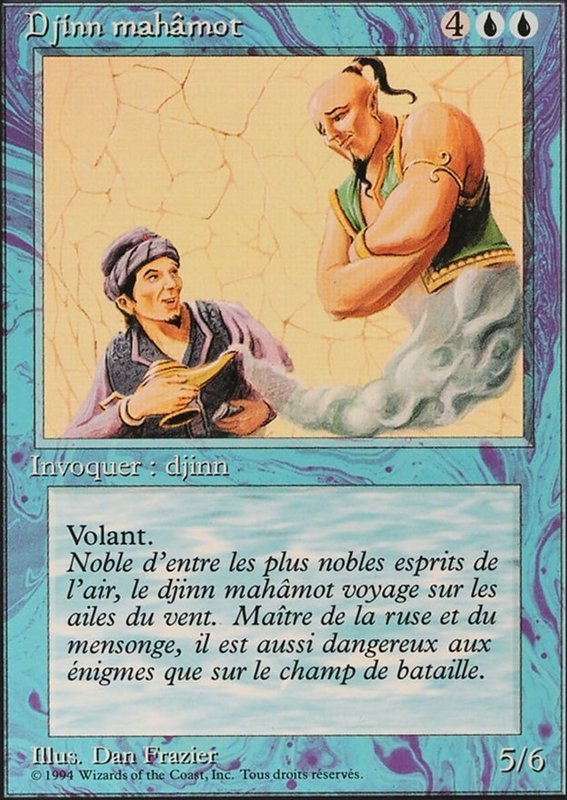 Djinn mahâmot 4
Invoquer : djinn
Volant.
Noble d'entre les plus nobles esprits de
l'air, le djinn mahâmot voyage sur les
ailes du vent. Maître de la ruse et du
mensonge, il est aussi dangereux aux
énigmes que sur le champ de bataille.
Illus. Dan Frazier
5/6
© 1994 Wizards of the Coast, Inc. Tous droits réservés.